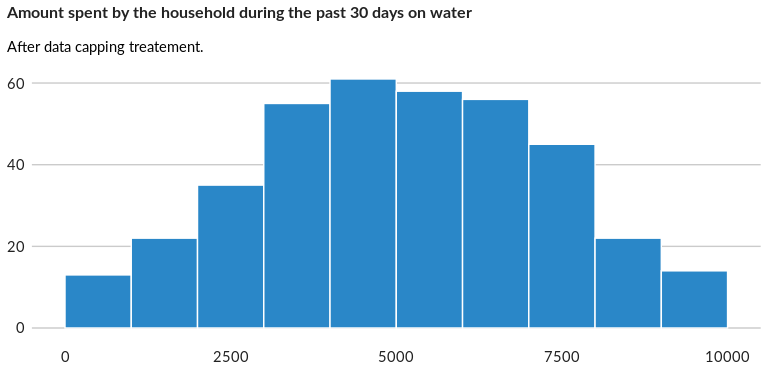 Amount spent by the household during the past 30 days on water
After data capping treatement.
60
40
20
0
0 2500 5000 7500 10000